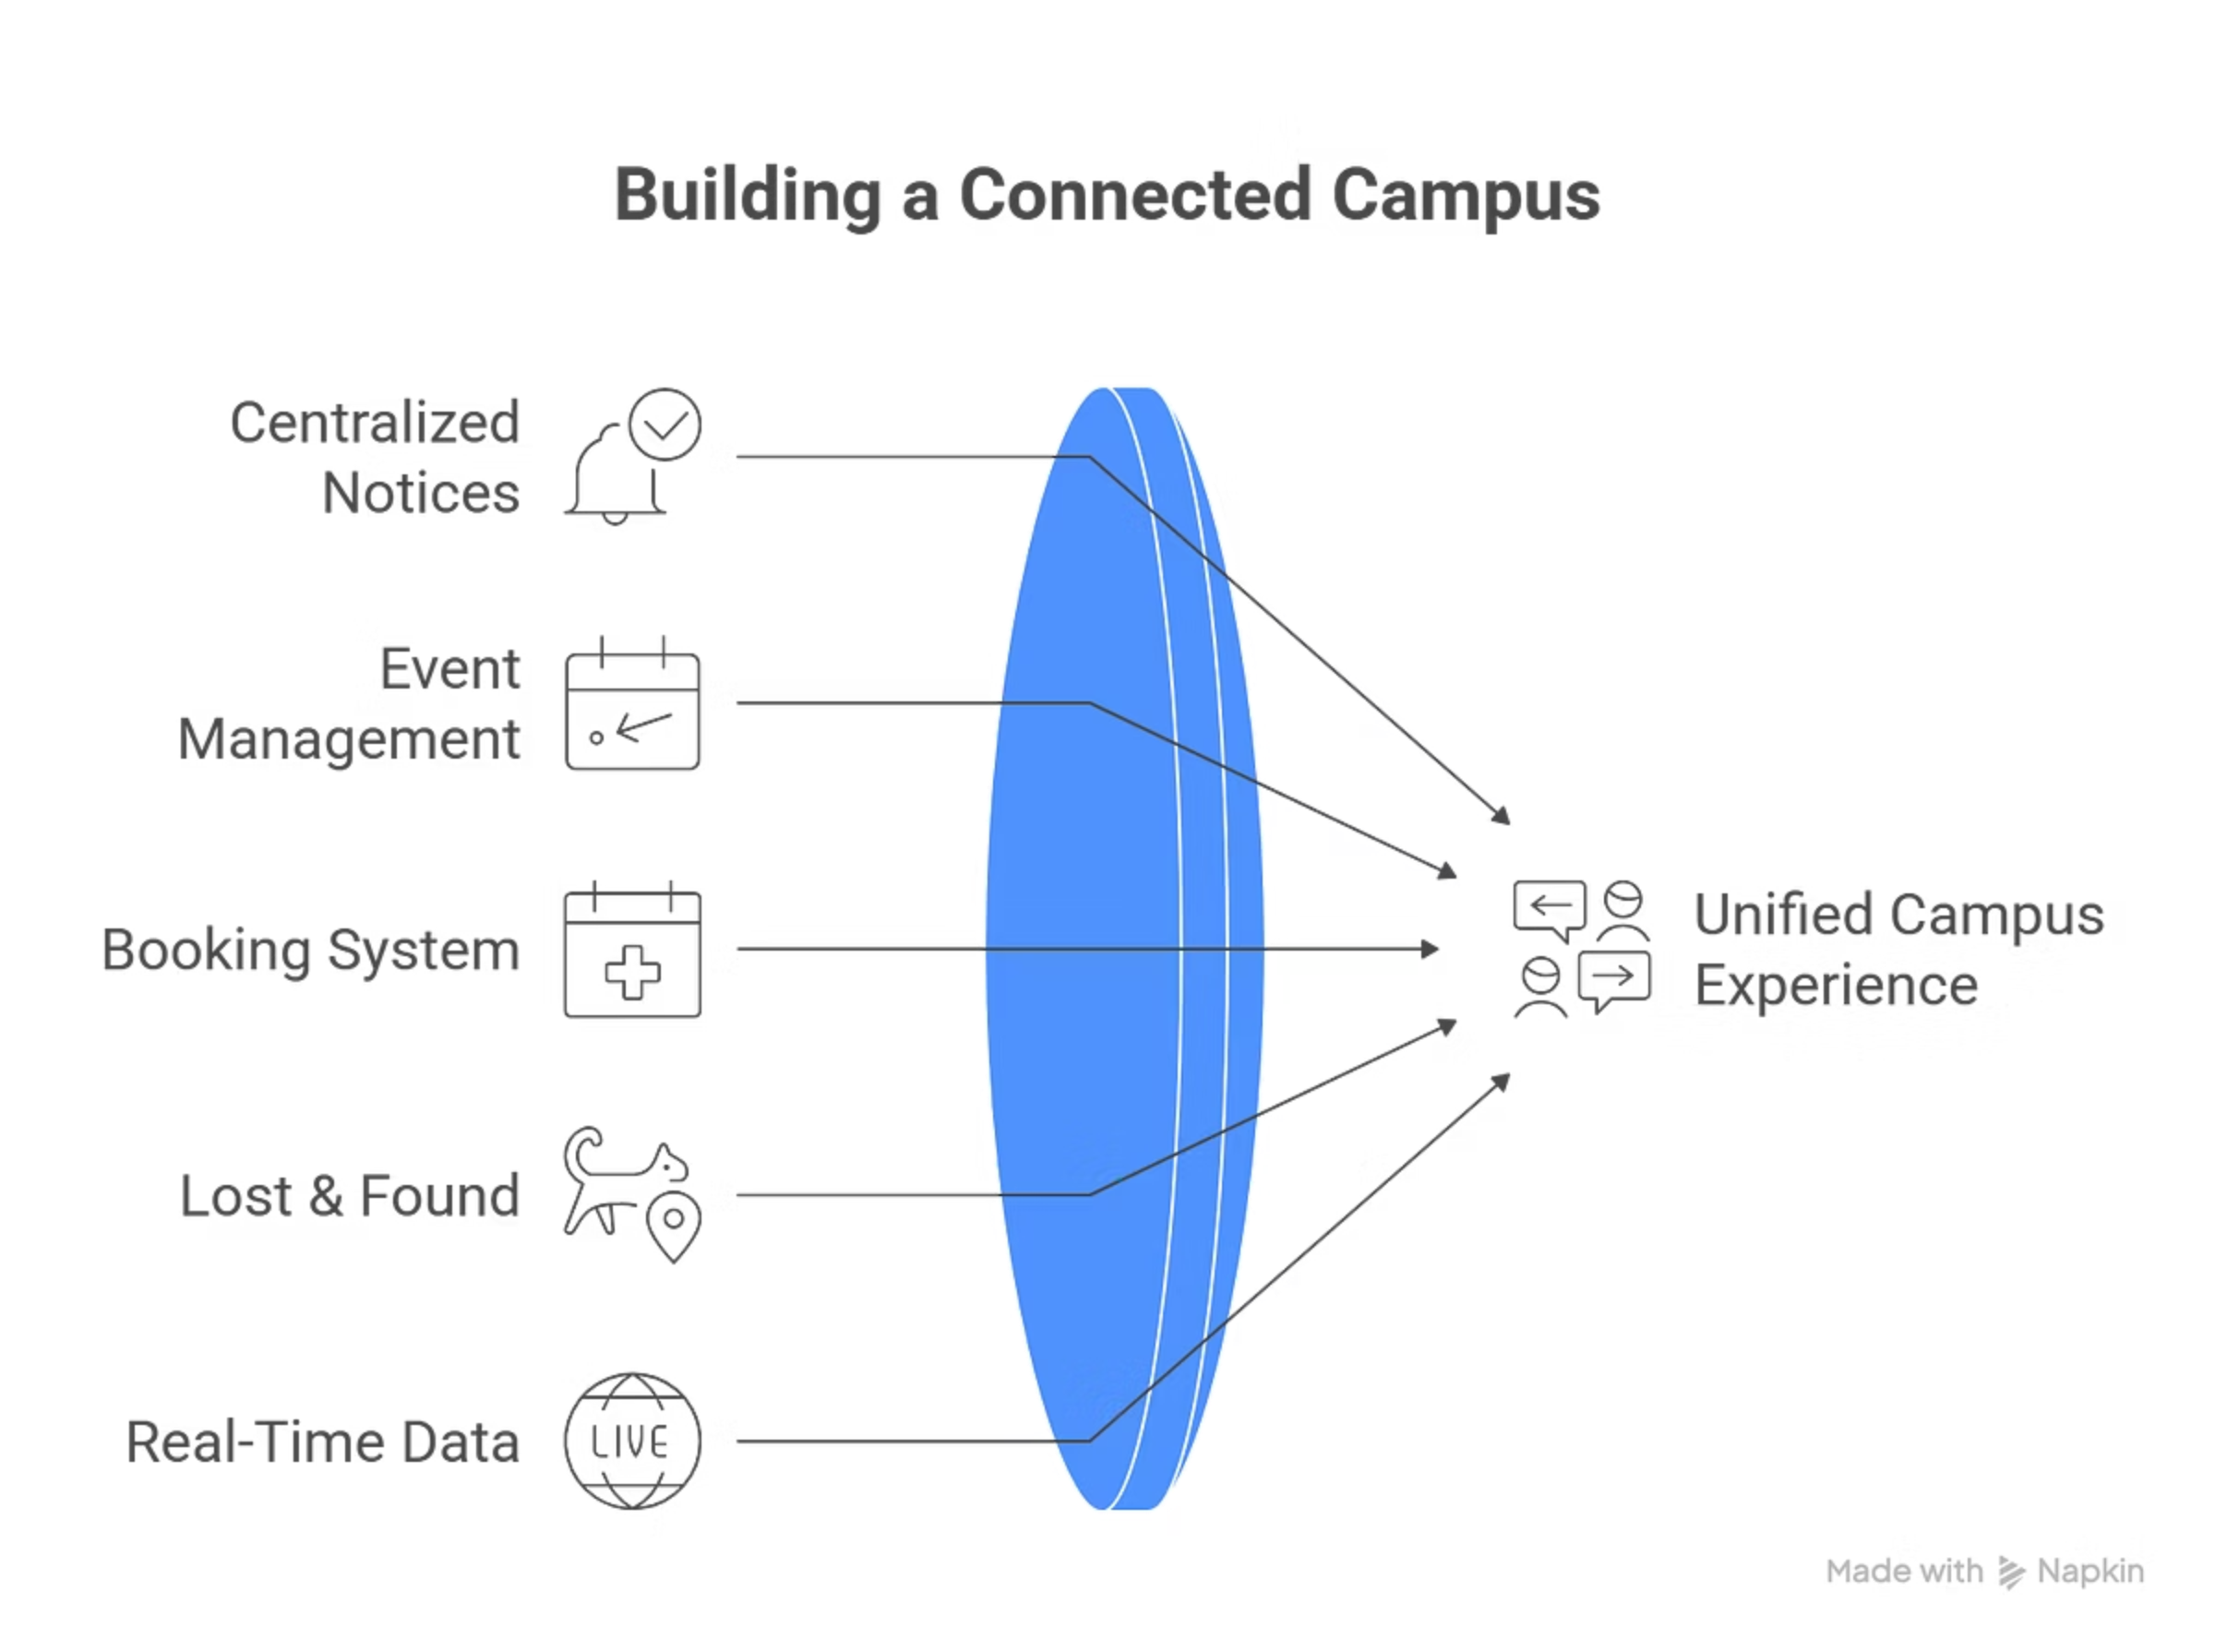 Building a Connected Campus
Centralized
Notices
Event
Management
Booking System
Lost & Found
LIVE
Real-Time Data
Unified Campus
Experience
Made with Napkin